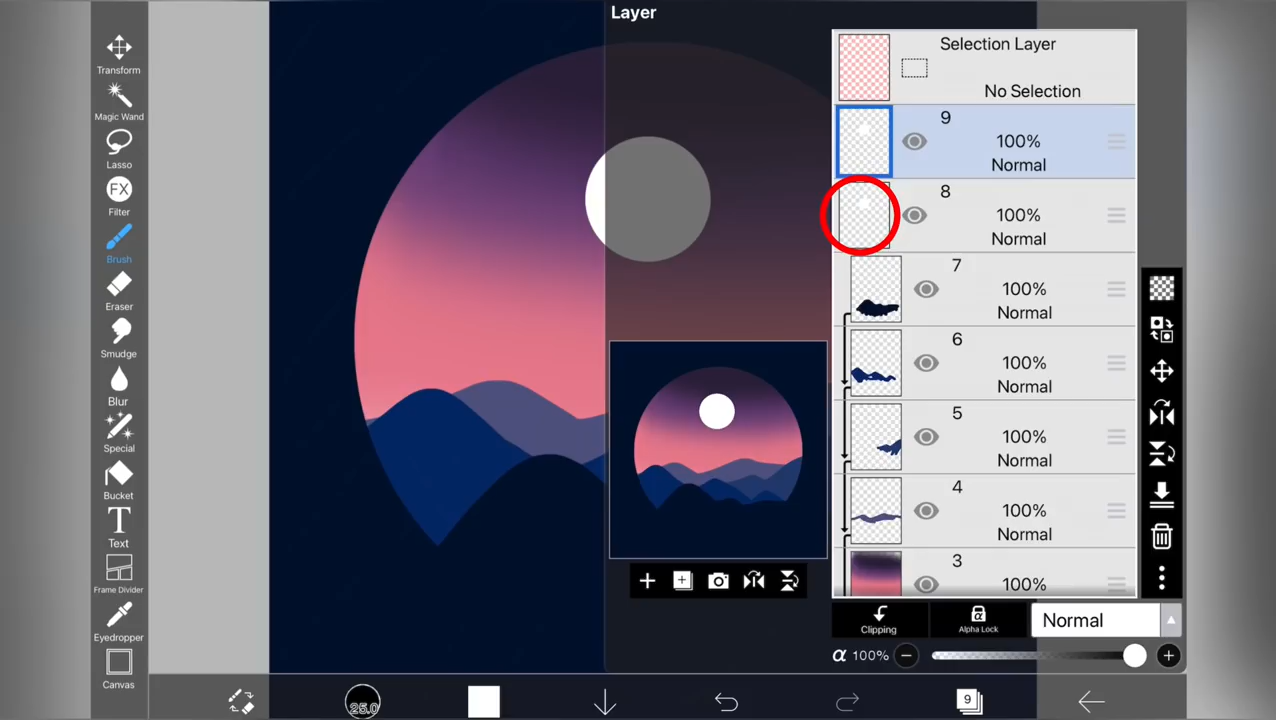 Layer
Transform
Magic Wand
Lasso
FX
Filter
Brush
Eraser
Smudge
Blur
Special
Bucket
T
Text
Frame Divider
Eyedropper
Canvas
Selection Layer
No Selection
9
100%
Normal
8
100%
Normal
7
100%
Normal
6
100%
Normal
5
100%
Normal
4
100%
Normal
3
100%
Clipping
α
Alpha Lock
Normal
α 100%
25.0
9